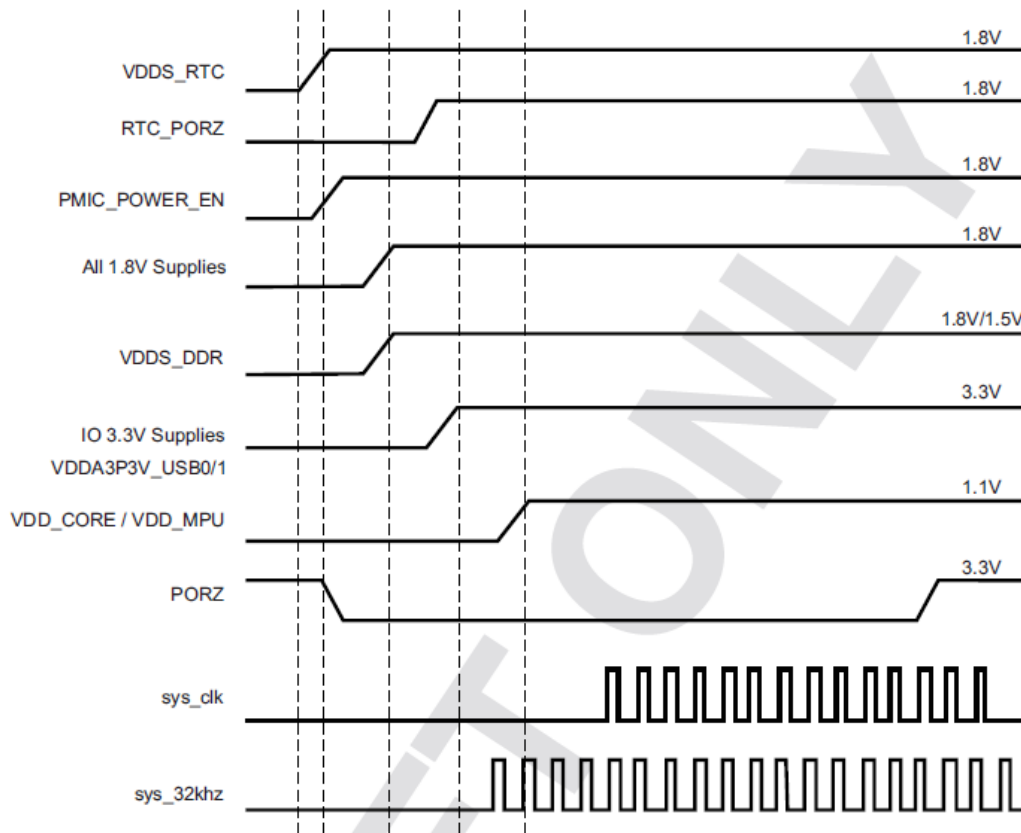 1.8V
VDDS_RTC
1.8V
RTC_PORZ
1.8V
PMIC_POWER_EN
1.8V
All 1.8V Supplies
1.8V/1.5V
VDDS_DDR
3.3V
IO 3.3V Supplies
VDDA3P3V_USB0/1
1.1V
VDD_CORE / VDD_MPU
3.3V
PORZ
sys_clk
sys_32khz
T ONLY